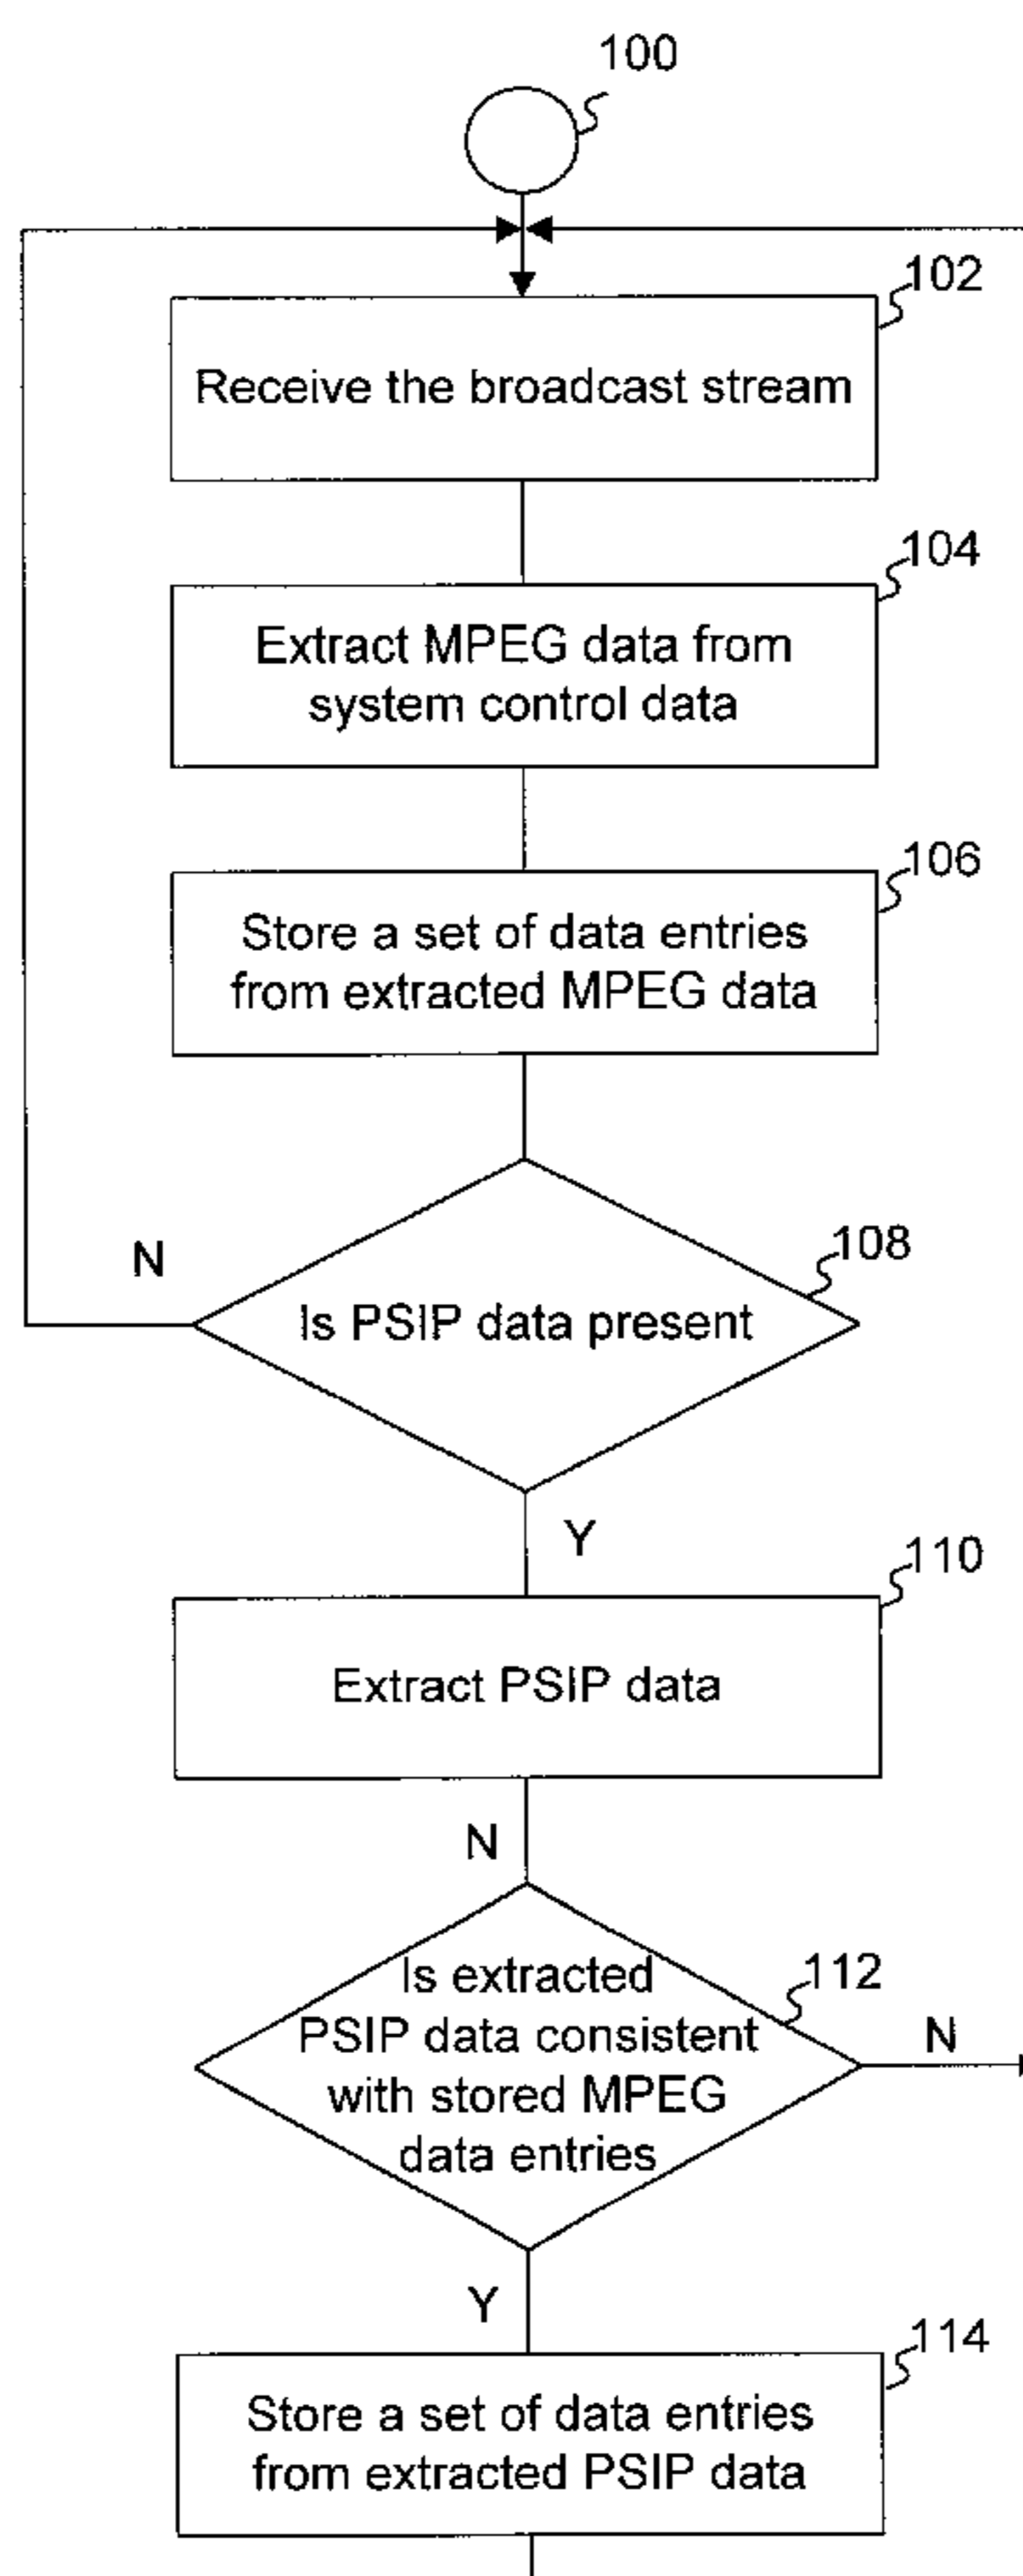 100
102
Receive the broadcast stream
104
Extract MPEG data from
system control data
106
Store a set of data entries
from extracted MPEG data
N
108
Is PSIP data present
Y
110
Extract PSIP data
N
112
Is extracted
PSIP data consistent
with stored MPEG
data entries
N
Y
114
Store a set of data entries
from extracted PSIP data